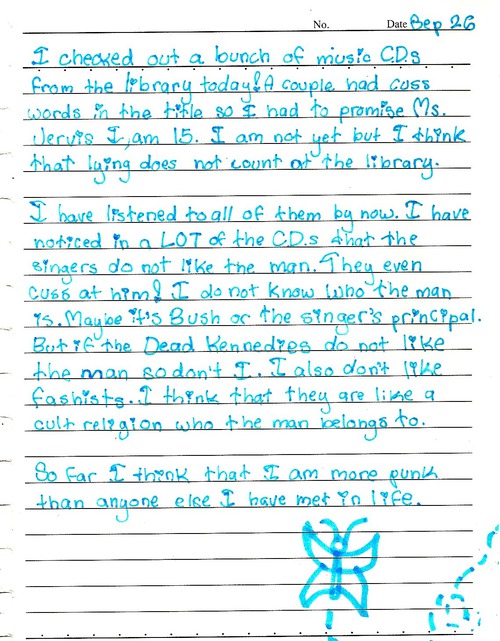 No. Date Sep 26
I checked out a bunch of music CDs
from the library today! A couple had cuss
words in the title so I had to promise Ms.
Jervis I am 15. I am not yet but I think
that lying does not count at the library.
I have listened to all of them by now. I have
noticed in a LOT of the CDs that the
singers do not like the man. They even
cuss at him! I do not know who the man
is. Maybe it's Bush or the singer's principal.
But if the Dead Kennedies do not like
the man so don't I. I also don't like
fashists. I think that they are like a
cult religion who the man belongs to.
So far I think that I am more punk
than anyone else I have met in life.